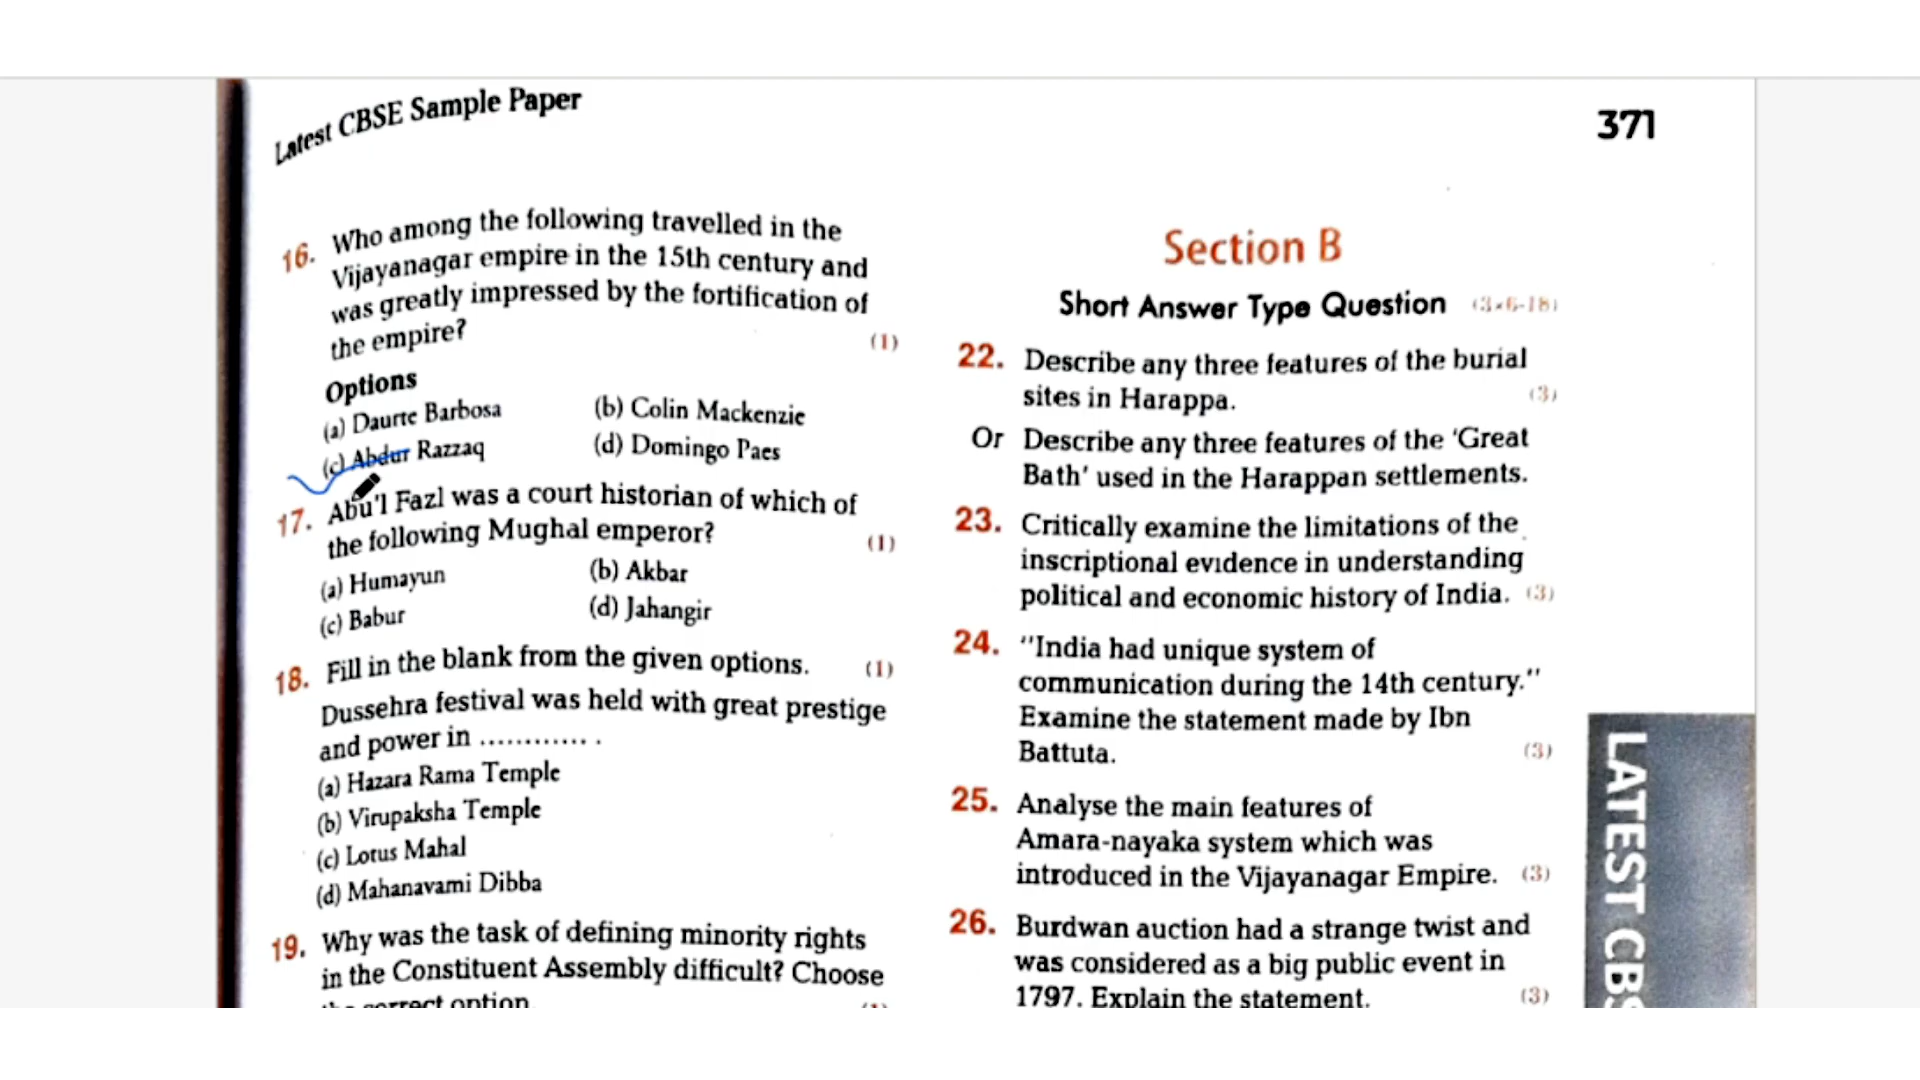 Latest CBSE Sample Paper
371
16. Who among the following travelled in the
Vijayanagar empire in the 15th century and
was greatly impressed by the fortification of
the empire? (1)
Options
(a) Daurte Barbosa (b) Colin Mackenzie
(c) Abdur Razzaq (d) Domingo Paes
17. Abu'l Fazl was a court historian of which of
the following Mughal emperor? (1)
(a) Humayun (b) Akbar
(c) Babur (d) Jahangir
18. Fill in the blank from the given options. (1)
Dussehra festival was held with great prestige
and power in ............ .
(a) Hazara Rama Temple
(b) Virupaksha Temple
(c) Lotus Mahal
(d) Mahanavami Dibba
19. Why was the task of defining minority rights
in the Constituent Assembly difficult? Choose
the correct option. (1)
Section B
Short Answer Type Question (3×6-18)
22. Describe any three features of the burial
sites in Harappa. (3)
Or Describe any three features of the 'Great
Bath' used in the Harappan settlements.
23. Critically examine the limitations of the
inscriptional evidence in understanding
political and economic history of India. (3)
24. "India had unique system of
communication during the 14th century."
Examine the statement made by Ibn
Battuta. (3)
25. Analyse the main features of
Amara-nayaka system which was
introduced in the Vijayanagar Empire. (3)
26. Burdwan auction had a strange twist and
was considered as a big public event in
1797. Explain the statement. (3)
LATEST CBS